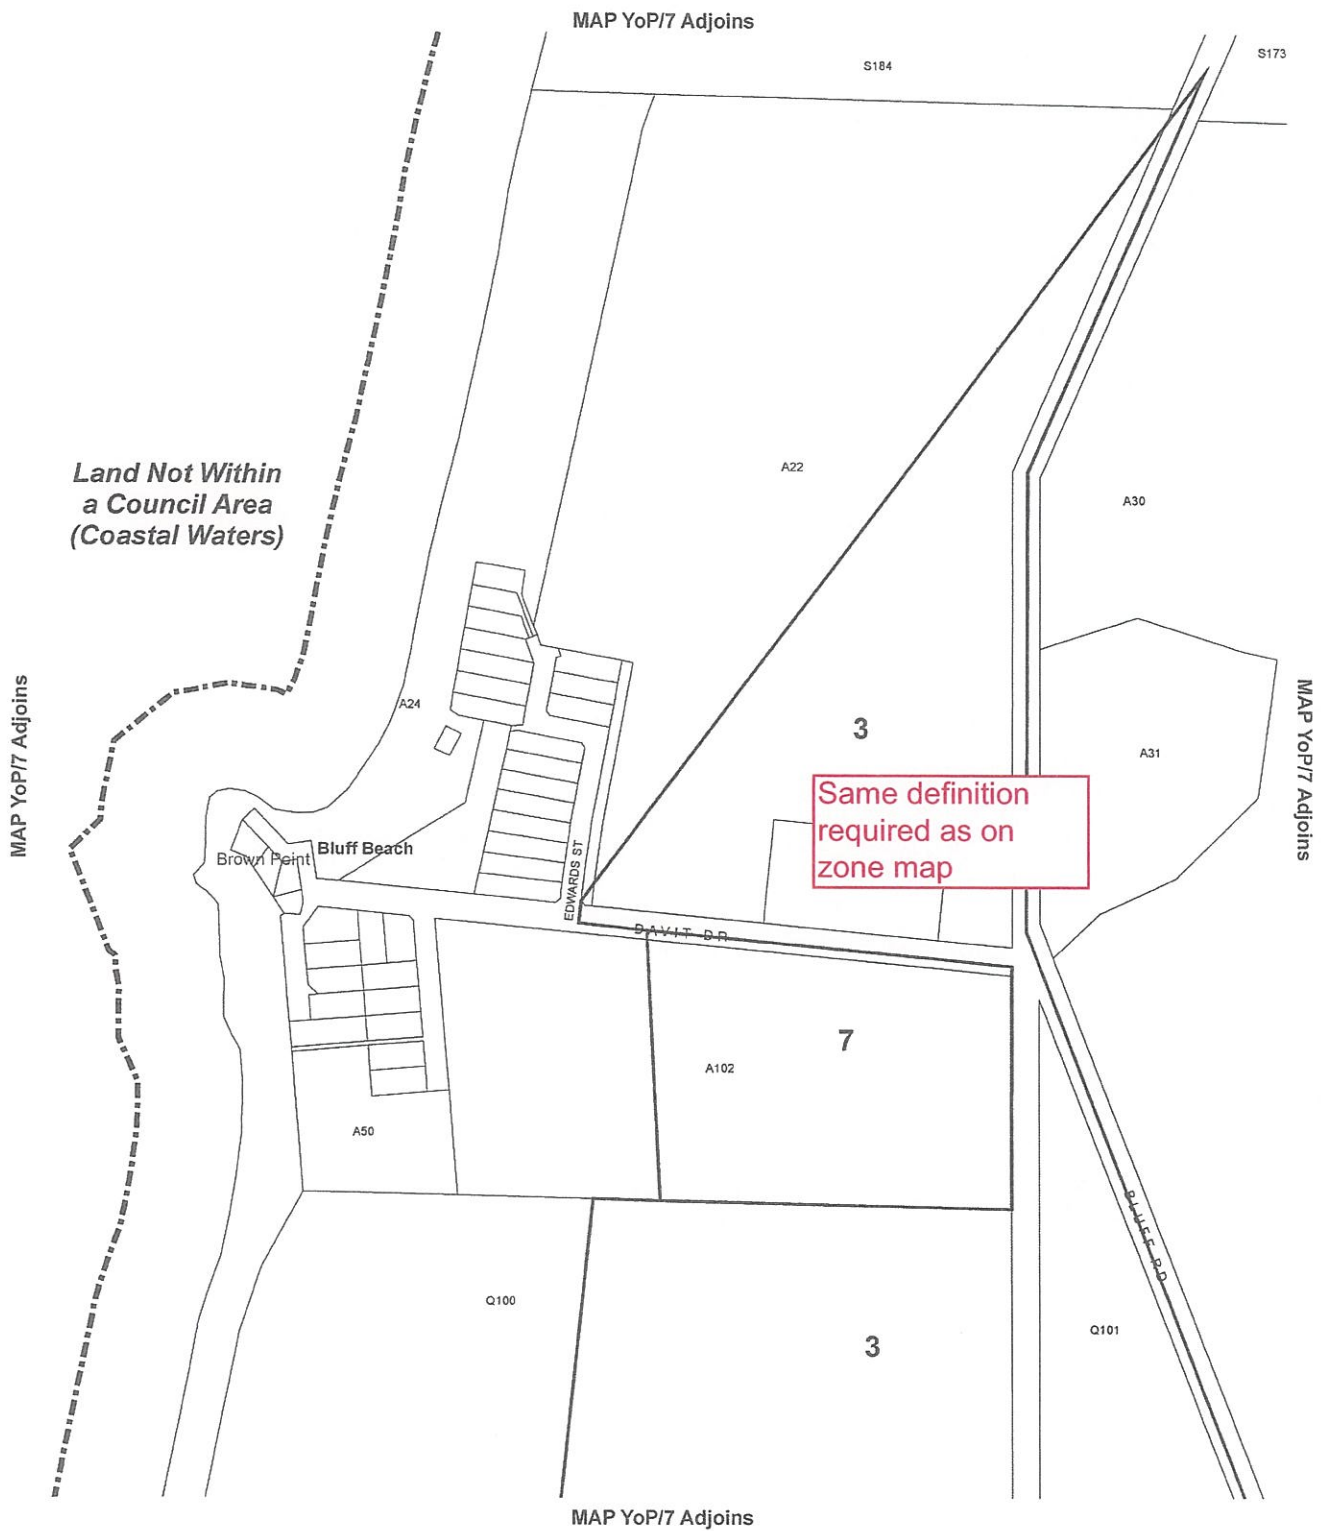 MAP YoP/7 Adjoins
S184
S173
Land Not Within
a Council Area
(Coastal Waters)
A22
A30
MAP YoP/7 Adjoins
A24
3
A31
MAP YoP/7 Adjoins
Same definition
required as on
zone map
Brown Point
Bluff Beach
EDWARDS ST
DAVIT DR
7
A102
A50
BLUFF RD
Q100
Q101
3
MAP YoP/7 Adjoins